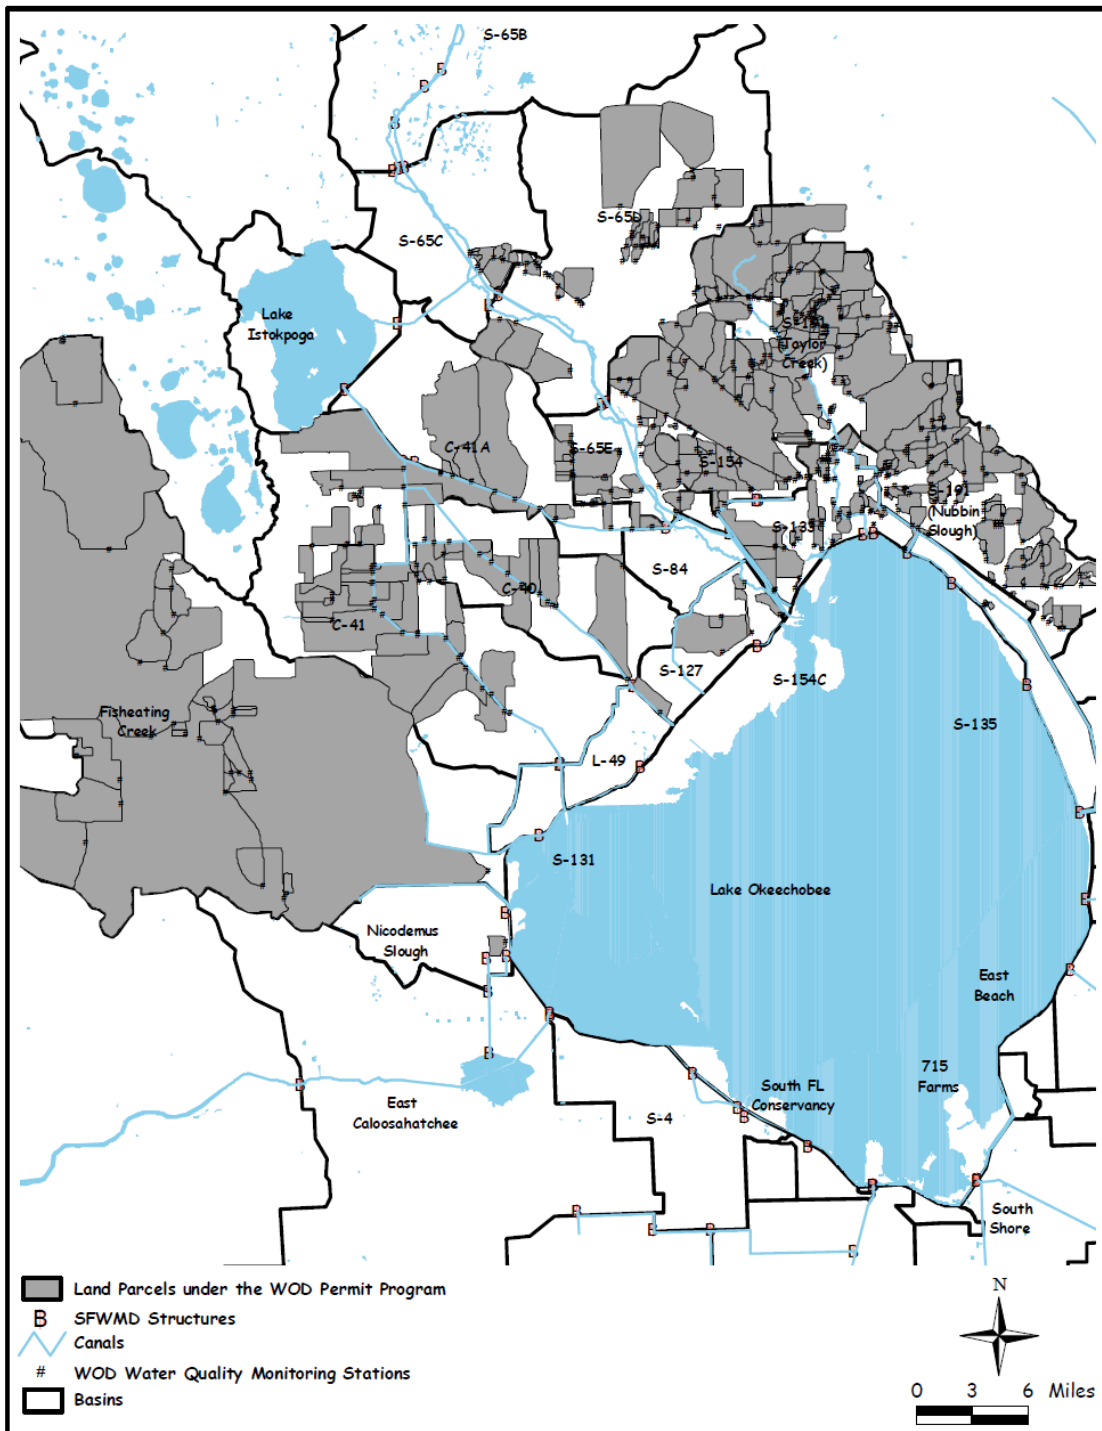 S-65B
S-65D
S-65C
Lake
Istokpoga
S-191
(Taylor
Creek)
C-41A
S-65E
S-154
S-191
(Nubbin
Slough)
S-133
S-84
C-40
C-41
S-127
S-154C
Fisheating
Creek
S-135
L-49
S-131
Lake Okeechobee
Nicodemus
Slough
East
Beach
715
Farms
South FL
Conservancy
East
Caloosahatchee
S-4
South
Shore
Land Parcels under the WOD Permit Program
B SFWMD Structures
Canals
# WOD Water Quality Monitoring Stations
Basins
N
0 3 6 Miles